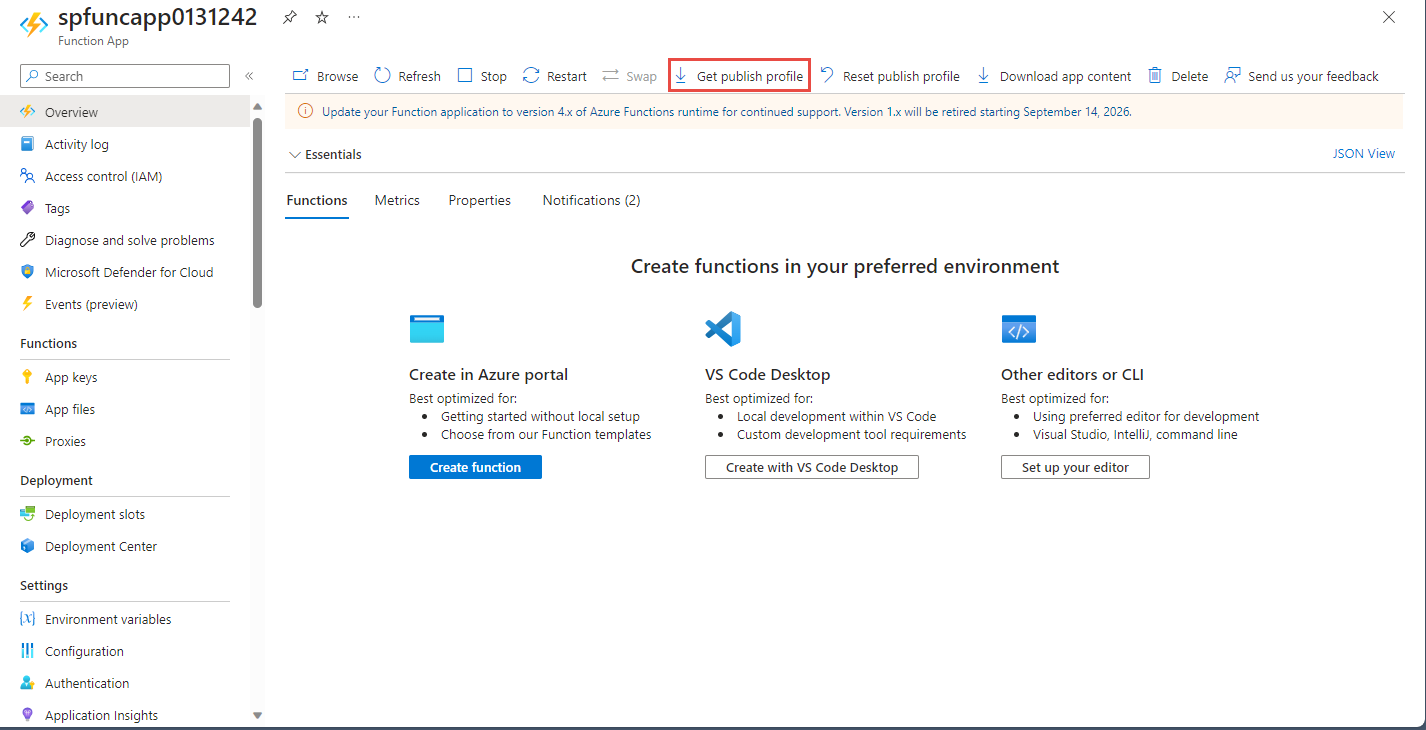 spfuncapp0131242
Function App
Search
Browse Refresh Stop Restart Swap Get publish profile Reset publish profile Download app content Delete Send us your feedback
Update your Function application to version 4.x of Azure Functions runtime for continued support. Version 1.x will be retired starting September 14, 2026.
Overview
Activity log
Access control (IAM)
Tags
Diagnose and solve problems
Microsoft Defender for Cloud
Events (preview)
Functions
App keys
App files
Proxies
Deployment
Deployment slots
Deployment Center
Settings
Environment variables
Configuration
Authentication
Application Insights
Essentials
JSON View
Functions Metrics Properties Notifications (2)
Create functions in your preferred environment
Create in Azure portal
Best optimized for:
• Getting started without local setup
• Choose from our Function templates
Create function
VS Code Desktop
Best optimized for:
• Local development within VS Code
• Custom development tool requirements
Create with VS Code Desktop
Other editors or CLI
Best optimized for:
• Using preferred editor for development
• Visual Studio, IntelliJ, command line
Set up your editor